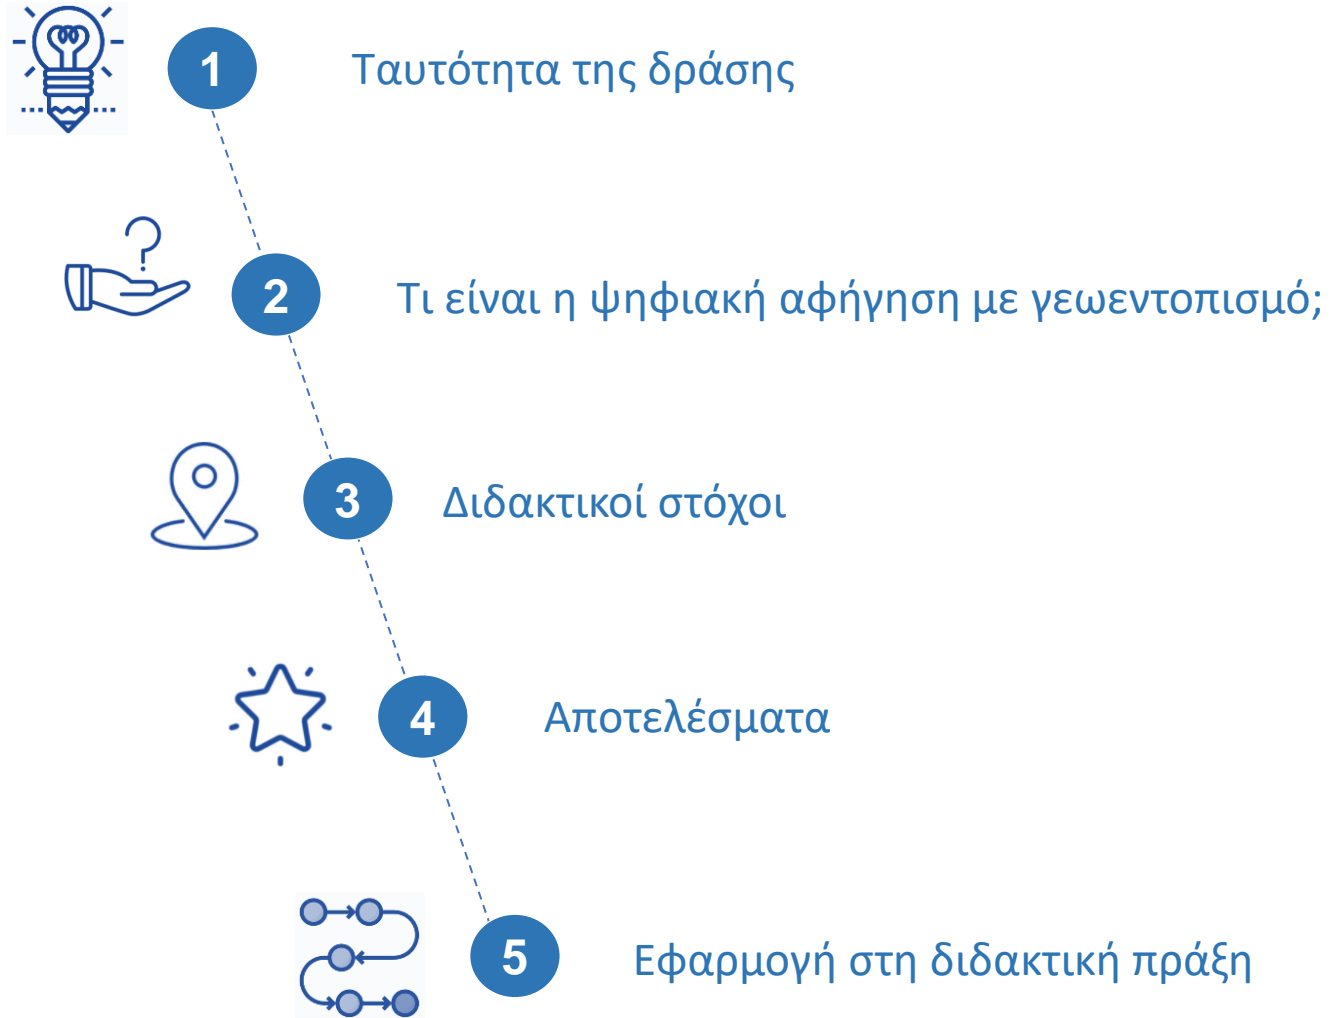 1 Ταυτότητα της δράσης
2 Τι είναι η ψηφιακή αφήγηση με γεωεντοπισμό;
3 Διδακτικοί στόχοι
4 Αποτελέσματα
5 Εφαρμογή στη διδακτική πράξη